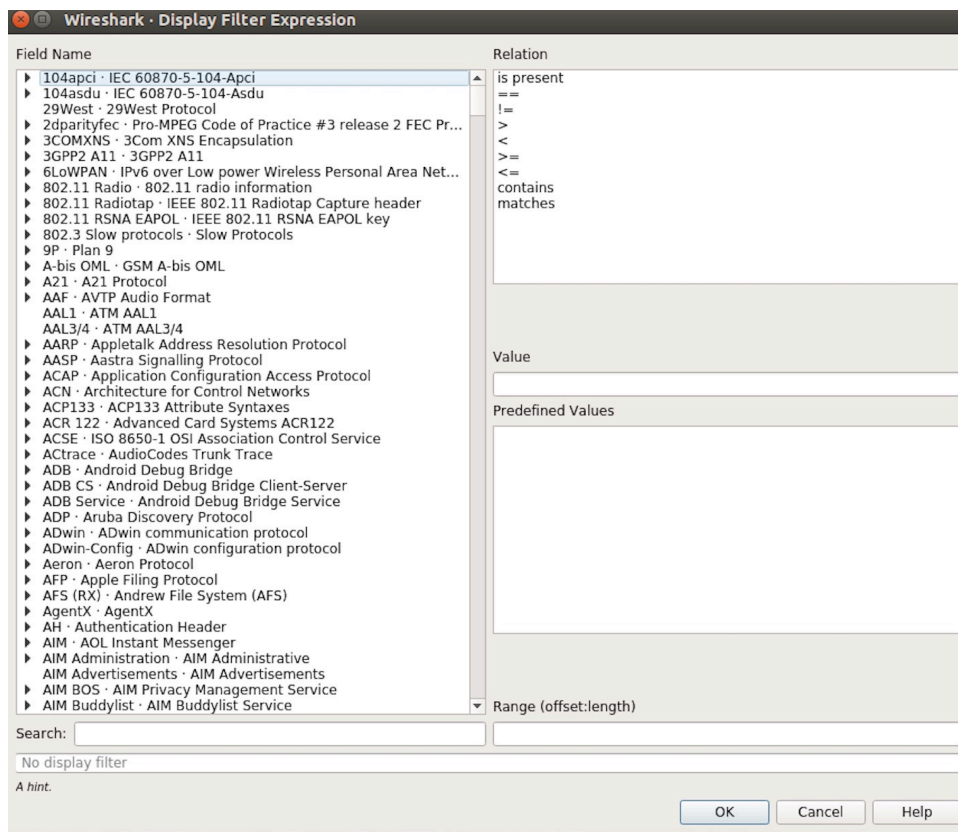 Wireshark · Display Filter Expression
Field Name
104apci · IEC 60870-5-104-Apci
104asdu · IEC 60870-5-104-Asdu
29West · 29West Protocol
2dparityfec · Pro-MPEG Code of Practice #3 release 2 FEC Pr...
3COMXNS · 3Com XNS Encapsulation
3GPP2 A11 · 3GPP2 A11
6LoWPAN · IPv6 over Low power Wireless Personal Area Net...
802.11 Radio · 802.11 radio information
802.11 Radiotap · IEEE 802.11 Radiotap Capture header
802.11 RSNA EAPOL · IEEE 802.11 RSNA EAPOL key
802.3 Slow protocols · Slow Protocols
9P · Plan 9
A-bis OML · GSM A-bis OML
A21 · A21 Protocol
AAF · AVTP Audio Format
AAL1 · ATM AAL1
AAL3/4 · ATM AAL3/4
AARP · Appletalk Address Resolution Protocol
AASP · Aastra Signalling Protocol
ACAP · Application Configuration Access Protocol
ACN · Architecture for Control Networks
ACP133 · ACP133 Attribute Syntaxes
ACR 122 · Advanced Card Systems ACR122
ACSE · ISO 8650-1 OSI Association Control Service
ACtrace · AudioCodes Trunk Trace
ADB · Android Debug Bridge
ADB CS · Android Debug Bridge Client-Server
ADB Service · Android Debug Bridge Service
ADP · Aruba Discovery Protocol
ADwin · ADwin communication protocol
ADwin-Config · ADwin configuration protocol
Aeron · Aeron Protocol
AFP · Apple Filing Protocol
AFS (RX) · Andrew File System (AFS)
AgentX · AgentX
AH · Authentication Header
AIM · AOL Instant Messenger
AIM Administration · AIM Administrative
AIM Advertisements · AIM Advertisements
AIM BOS · AIM Privacy Management Service
AIM Buddylist · AIM Buddylist Service
Search:
Relation
is present
==
!=
>
<
>=
<=
contains
matches
Value
Predefined Values
Range (offset:length)
No display filter
A hint.
OK
Cancel
Help